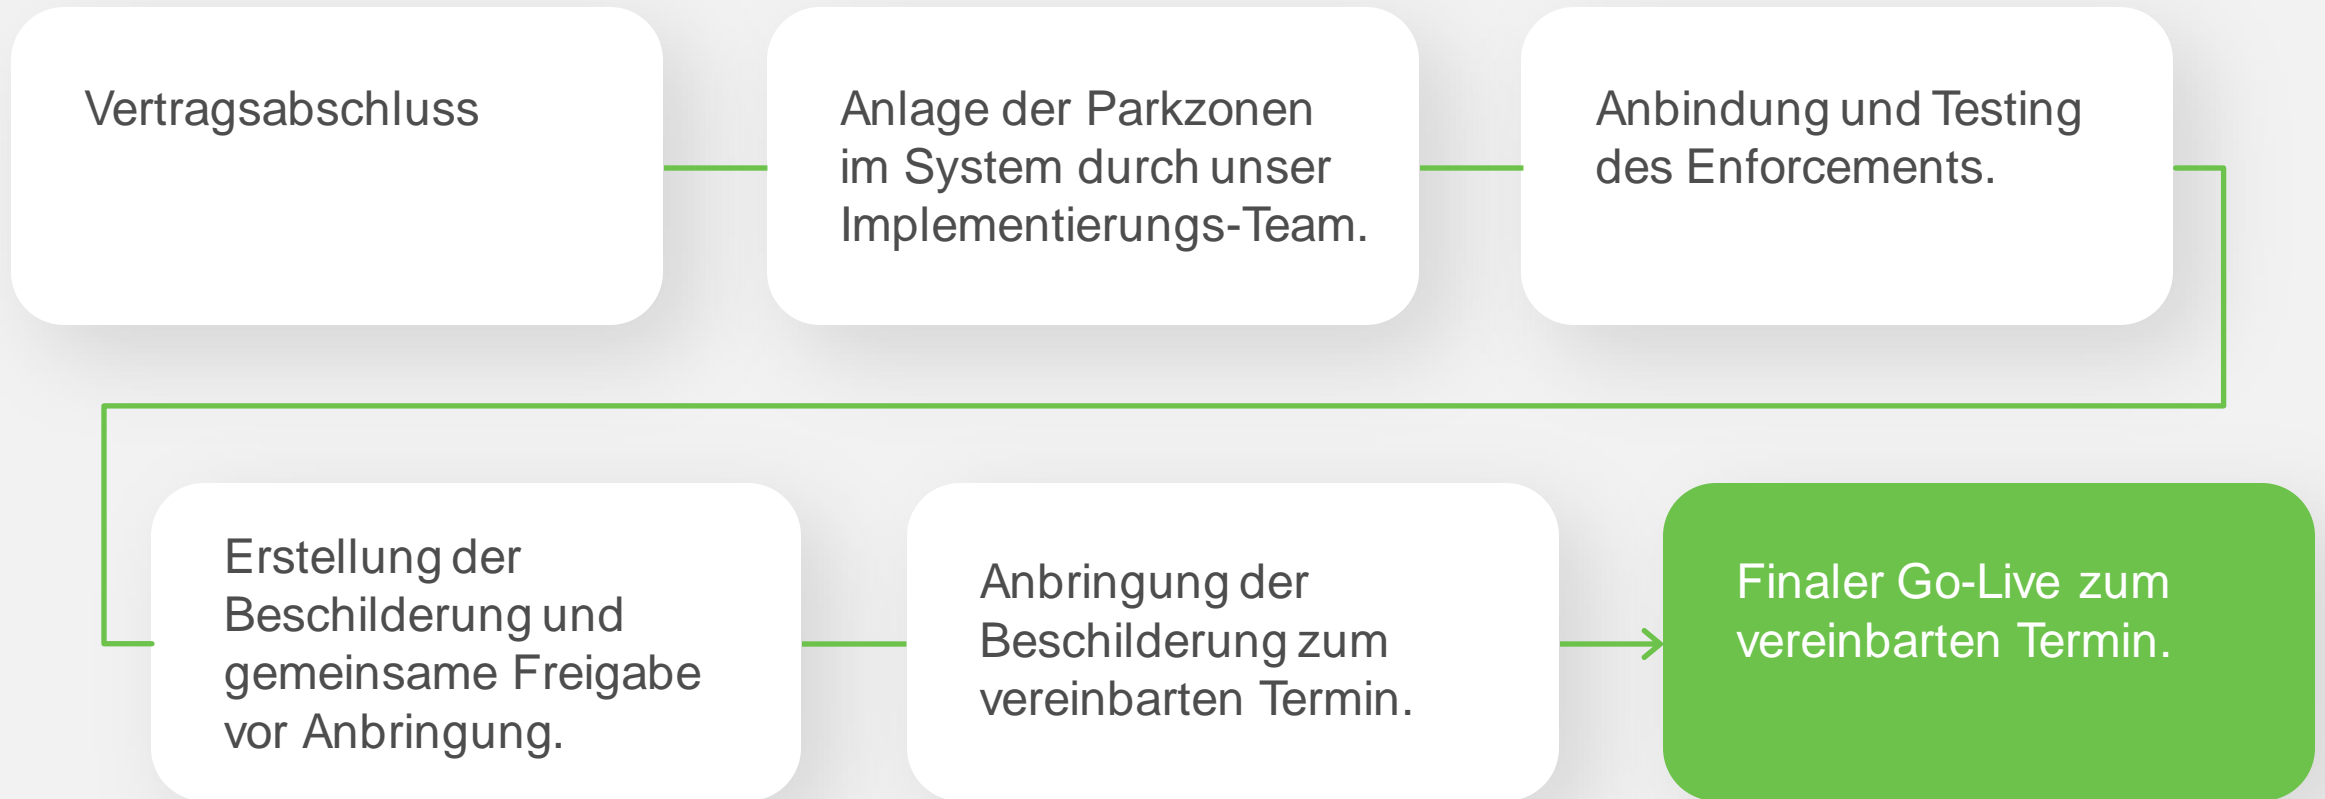 Vertragsabschluss
Anlage der Parkzonen
im System durch unser
Implementierungs-Team.
Anbindung und Testing
des Enforcements.
Erstellung der
Beschilderung und
gemeinsame Freigabe
vor Anbringung.
Anbringung der
Beschilderung zum
vereinbarten Termin.
Finaler Go-Live zum
vereinbarten Termin.